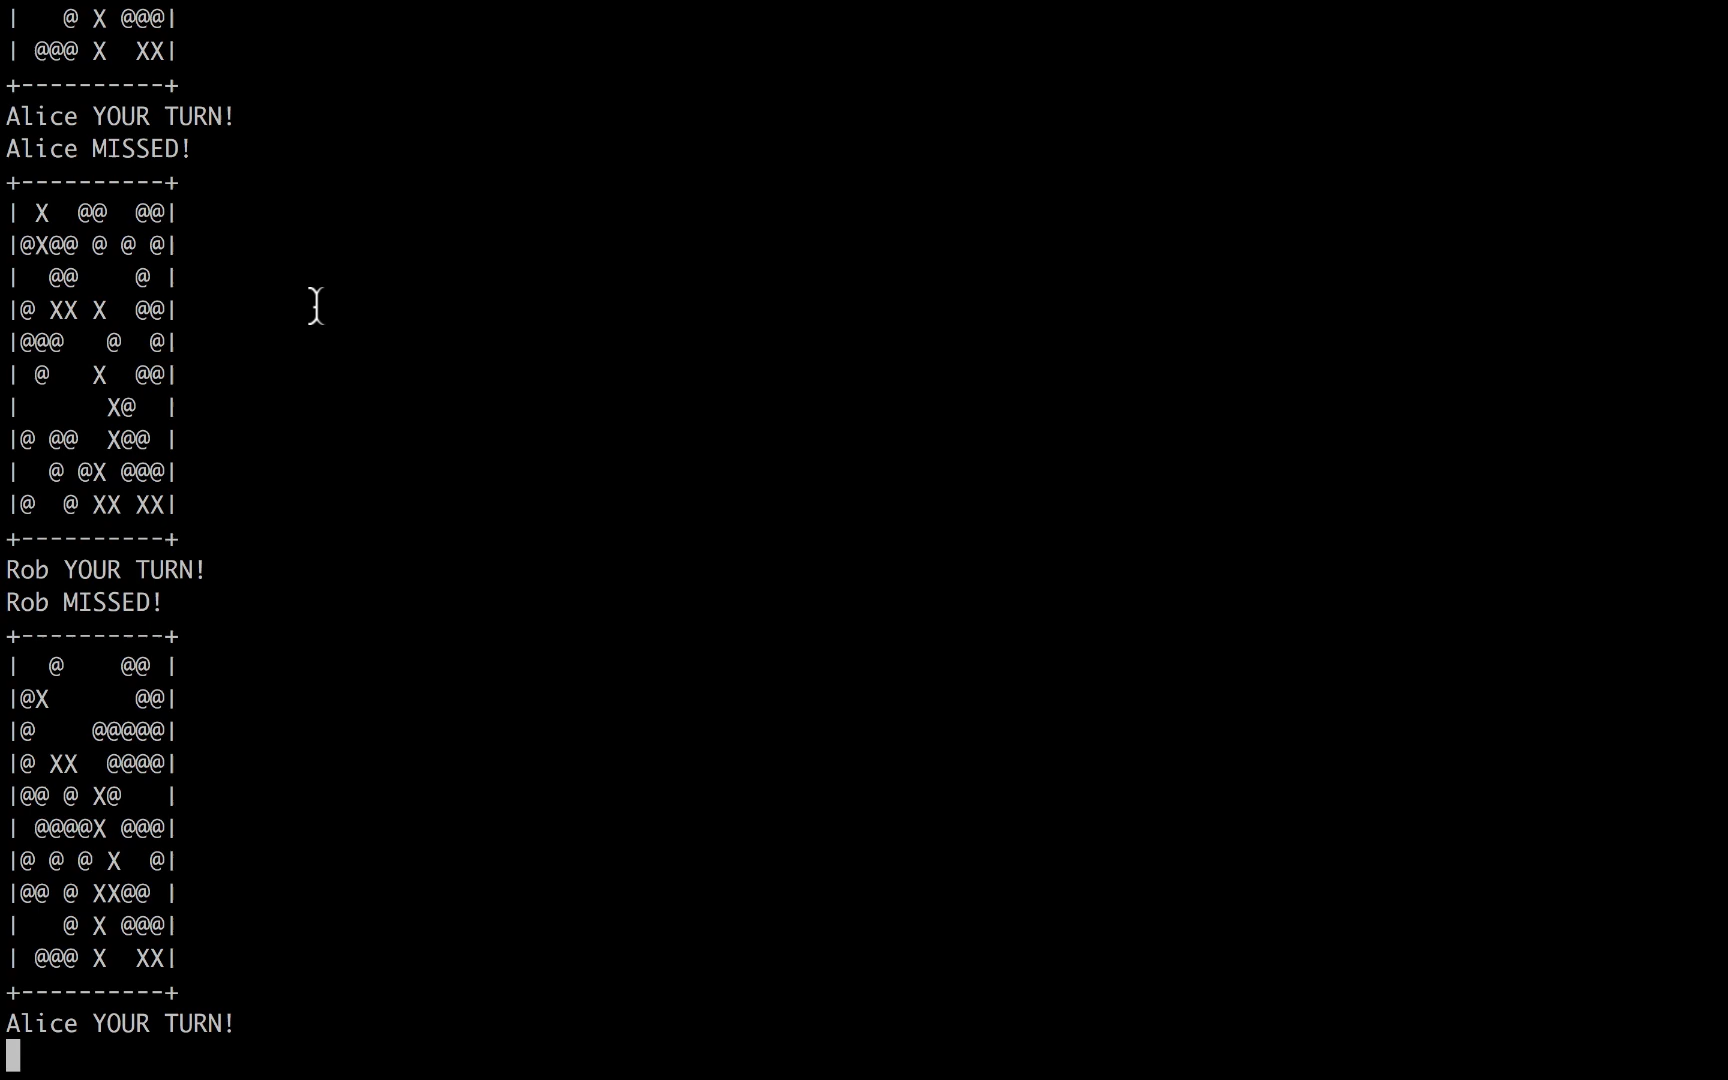 |   @ X @@@|
| @@@ X  XX|
+----------+
Alice YOUR TURN!
Alice MISSED!
+----------+
| X  @@  @@|
|@X@@ @ @ @|
|  @@    @ |
|@ XX X  @@|
|@@@   @  @|
| @   X  @@|
|      X@  |
|@ @@  X@@ |
|  @ @X @@@|
|@  @ XX XX|
+----------+
Rob YOUR TURN!
Rob MISSED!
+----------+
|  @    @@ |
|@X      @@|
|@    @@@@@|
|@ XX  @@@@|
|@@ @ X@   |
| @@@@X @@@|
|@ @ @ X  @|
|@@ @ XX@@ |
|   @ X @@@|
| @@@ X  XX|
+----------+
Alice YOUR TURN!